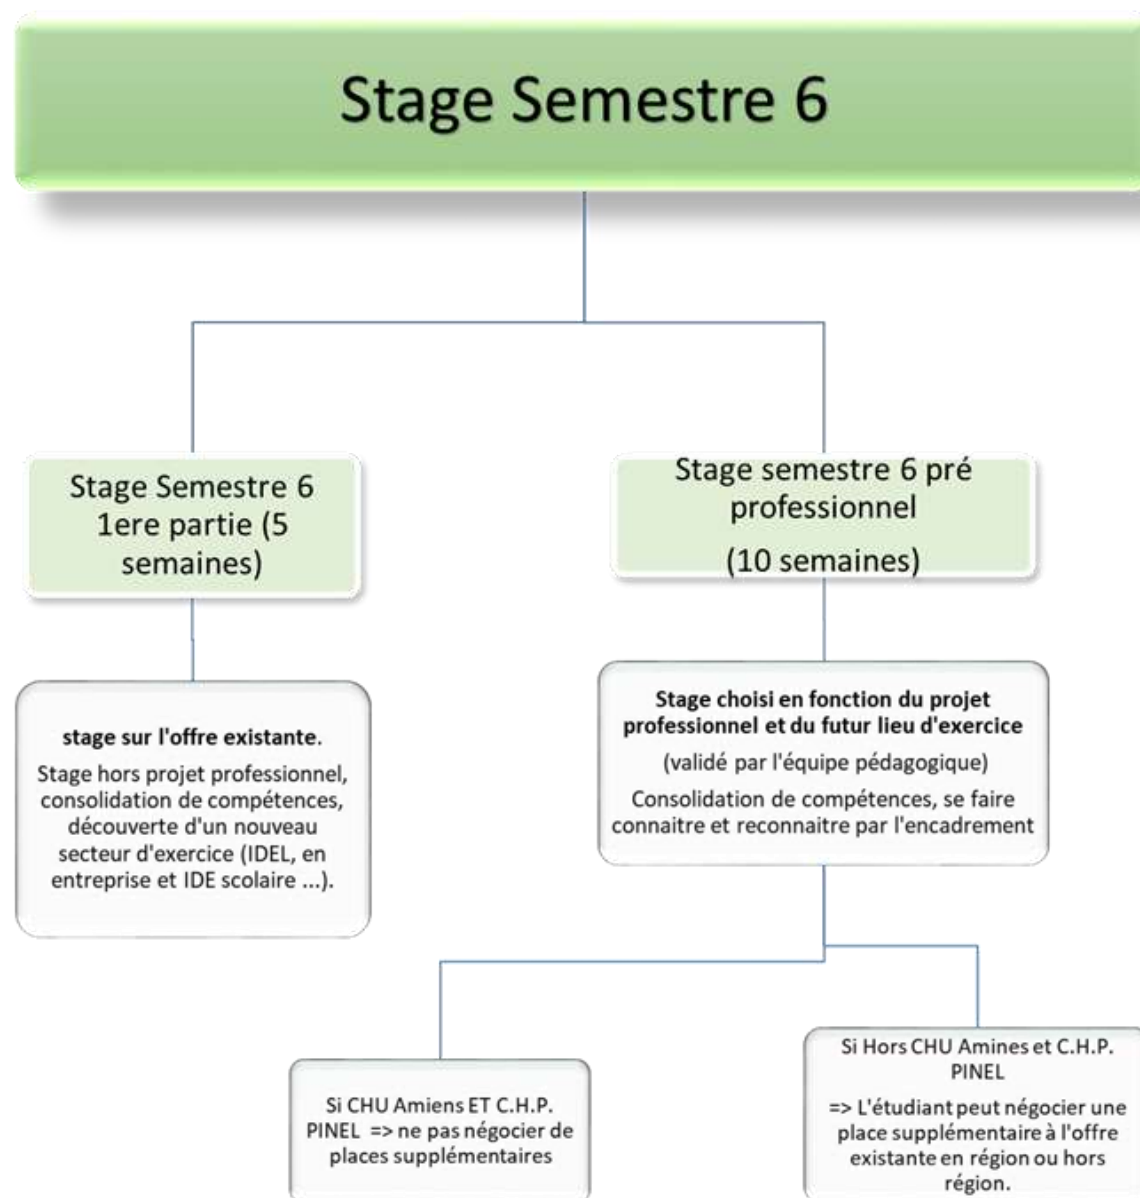 Stage Semestre 6
Stage Semestre 6
1ere partie (5
semaines)
stage sur l'offre existante.
Stage hors projet professionnel,
consolidation de compétences,
découverte d'un nouveau
secteur d'exercice (IDEL, en
entreprise et IDE scolaire ...).
Stage semestre 6 pré
professionnel
(10 semaines)
Stage choisi en fonction du projet
professionnel et du futur lieu d'exercice
(validé par l'équipe pédagogique)
Consolidation de compétences, se faire
connaitre et reconnaitre par l'encadrement
Si CHU Amiens ET C.H.P.
PINEL => ne pas négocier de
places supplémentaires
Si Hors CHU Amines et C.H.P.
PINEL
=> L'étudiant peut négocier une
place supplémentaire à l'offre
existante en région ou hors
région.